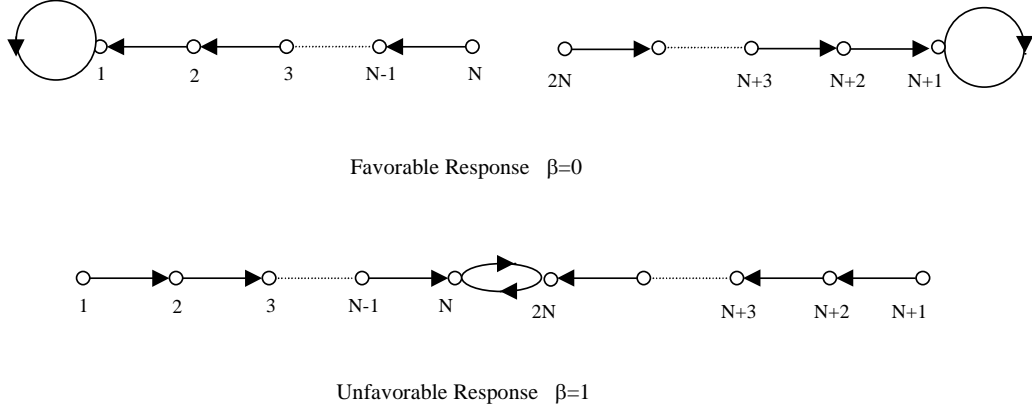 1 2 3 N-1 N 2N N+3 N+2 N+1
Favorable Response β=0
1 2 3 N-1 N 2N N+3 N+2 N+1
Unfavorable Response β=1